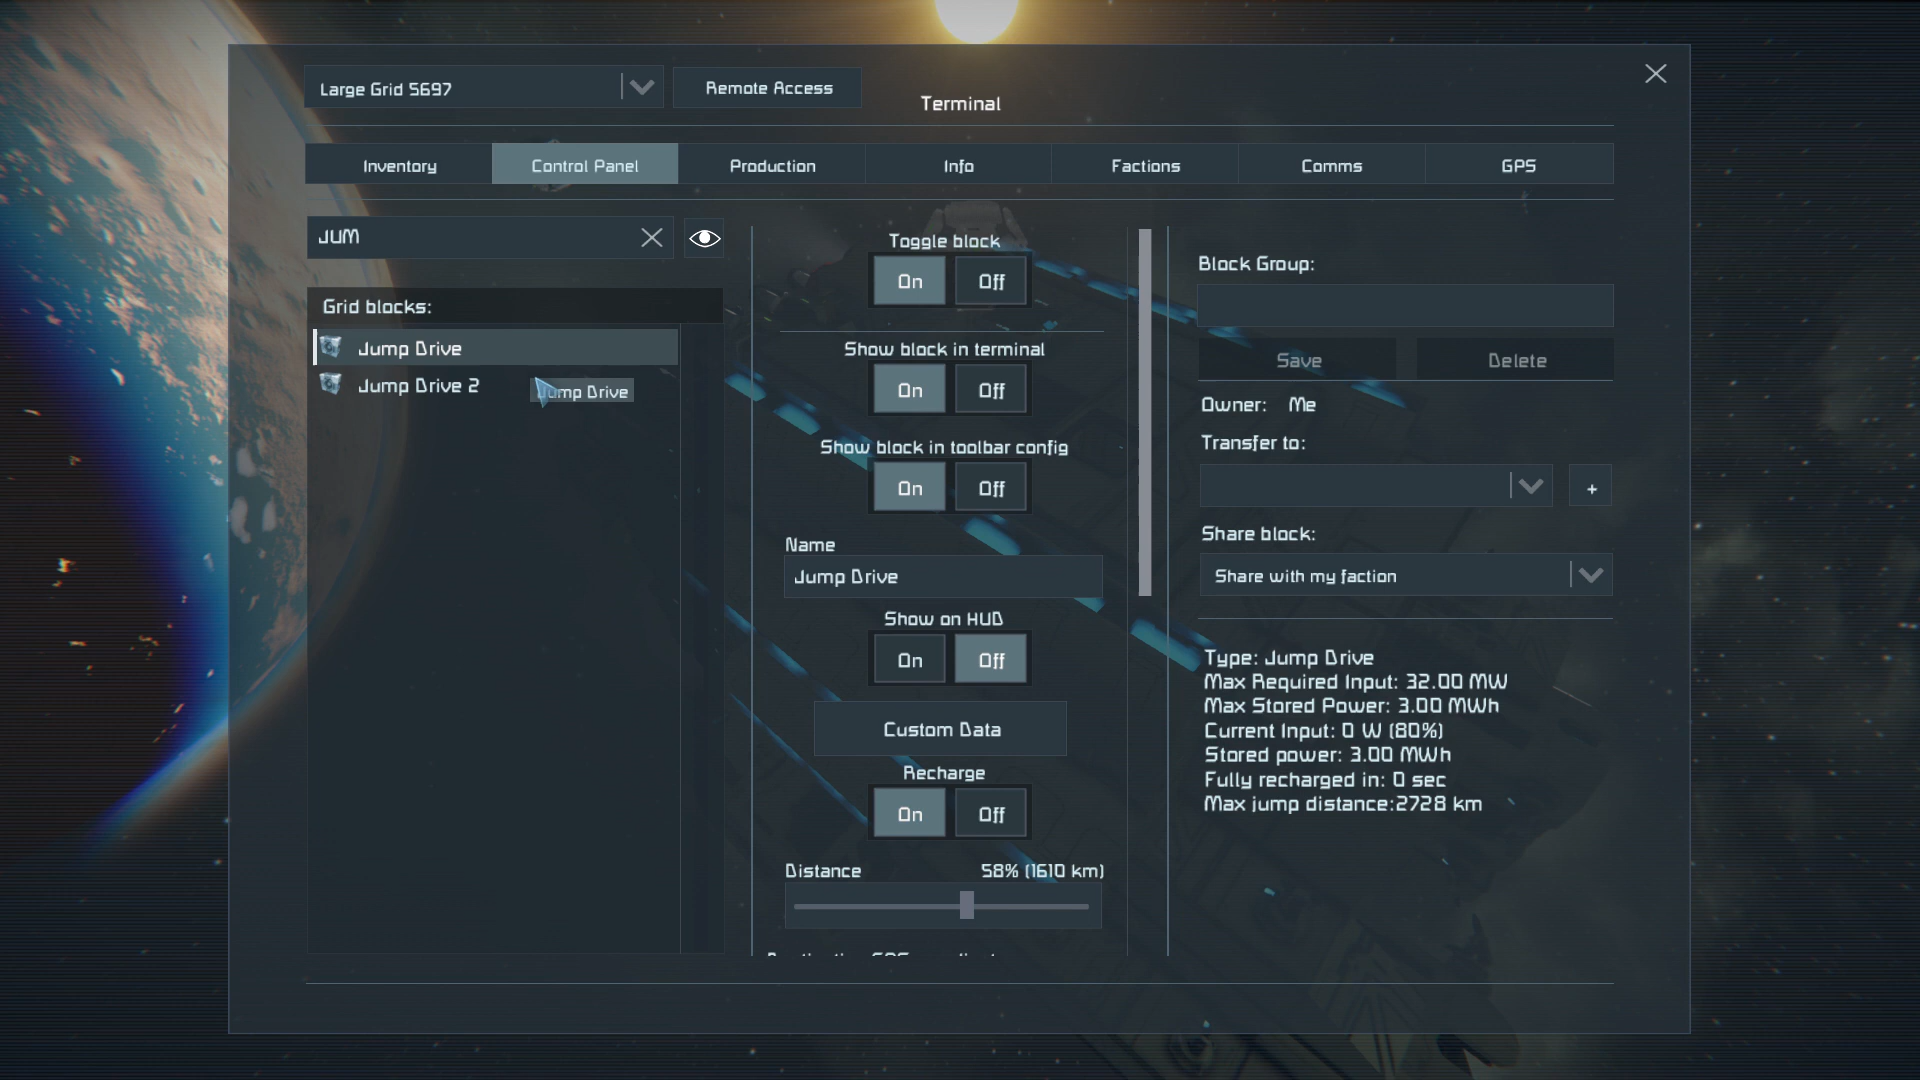 Large Grid 5697
Remote Access
Terminal
Inventory
Control Panel
Production
Info
Factions
Comms
GPS
JUM
Grid blocks:
Jump Drive
Jump Drive 2
Jump Drive
Toggle block
On Off
Show block in terminal
On Off
Show block in toolbar config
On Off
Name
Jump Drive
Show on HUD
On Off
Custom Data
Recharge
On Off
Distance 58% (1610 km)
Block Group:
Save Delete
Owner: Me
Transfer to:
+
Share block:
Share with my faction
Type: Jump Drive
Max Required Input: 32.00 MW
Max Stored Power: 3.00 MWh
Current Input: 0 W (80%)
Stored power: 3.00 MWh
Fully recharged in: 0 sec
Max jump distance:2728 km